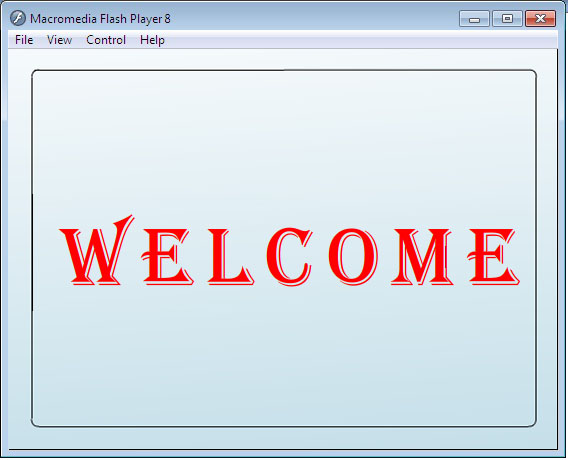 Macromedia Flash Player 8
File View Control Help
WELCOME